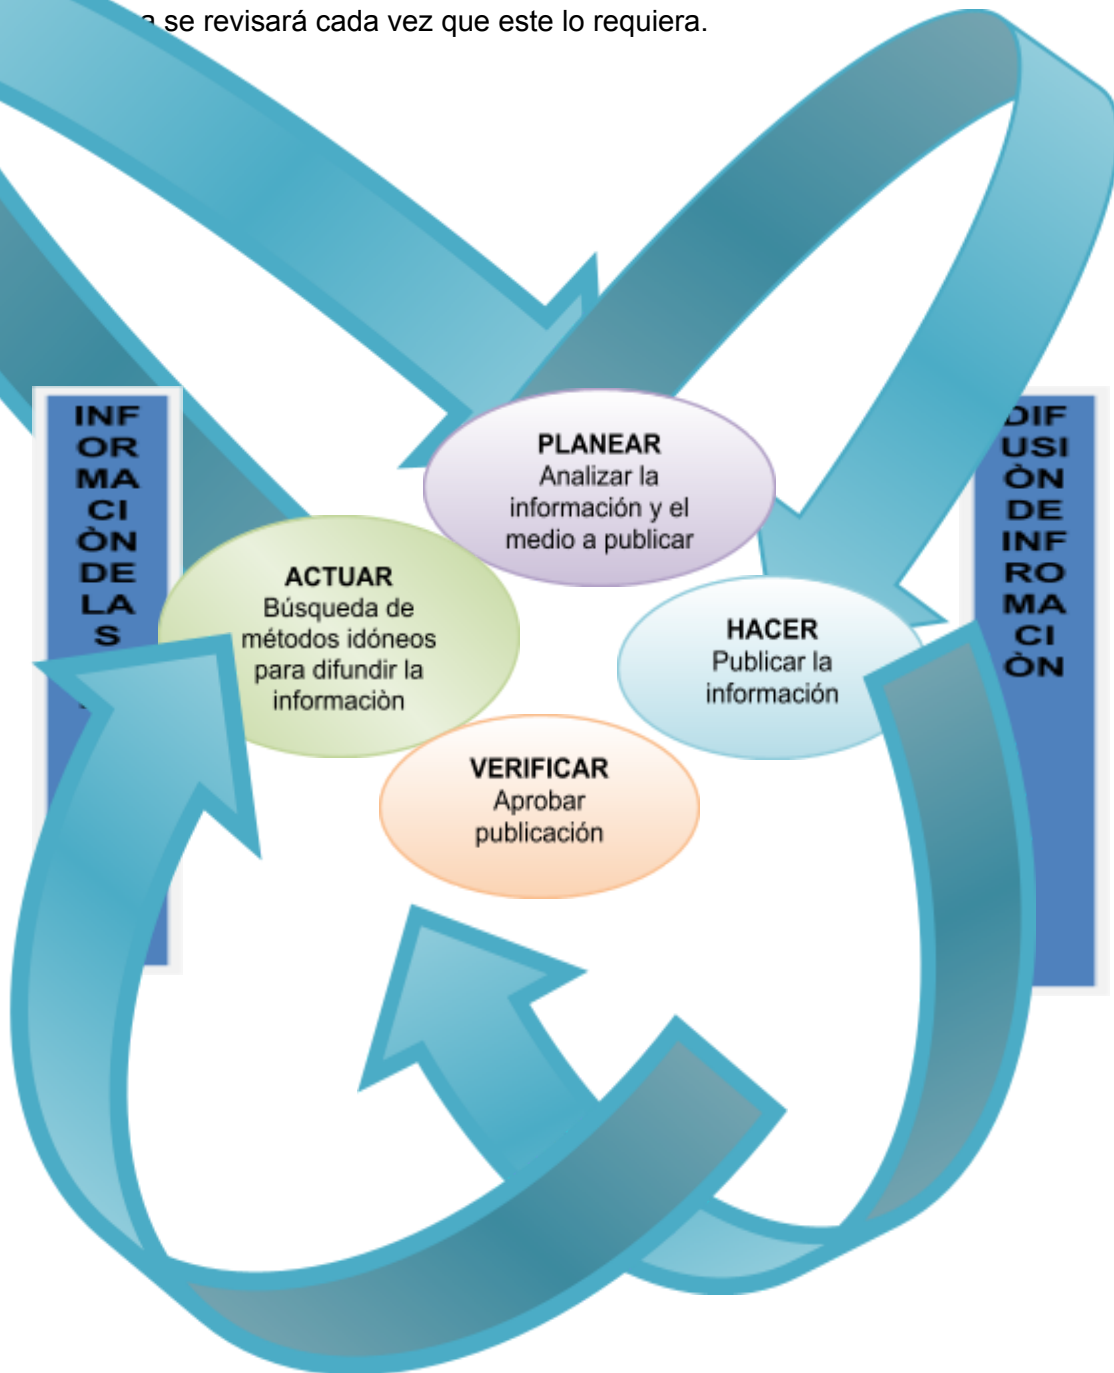 a se revisará cada vez que este lo requiera.
INF
OR
MA
CI
ÒN
DE
LA
S
PLANEAR
Analizar la
información y el
medio a publicar
ACTUAR
Búsqueda de
métodos idóneos
para difundir la
informaciòn
HACER
Publicar la
información
VERIFICAR
Aprobar
publicación
DIF
USI
ÒN
DE
INF
RO
MA
CI
ÒN